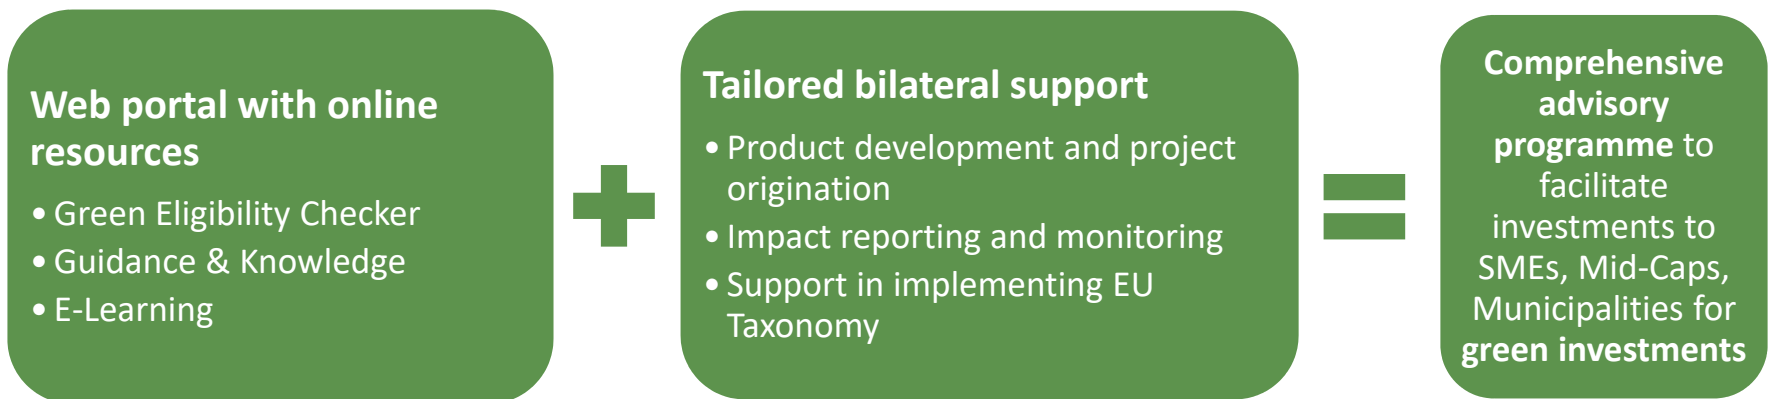 Web portal with online
resources
• Green Eligibility Checker
• Guidance & Knowledge
• E-Learning
Tailored bilateral support
• Product development and project
origination
• Impact reporting and monitoring
• Support in implementing EU
Taxonomy
Comprehensive
advisory
programme to
facilitate
investments to
SMEs, Mid-Caps,
Municipalities for
green investments